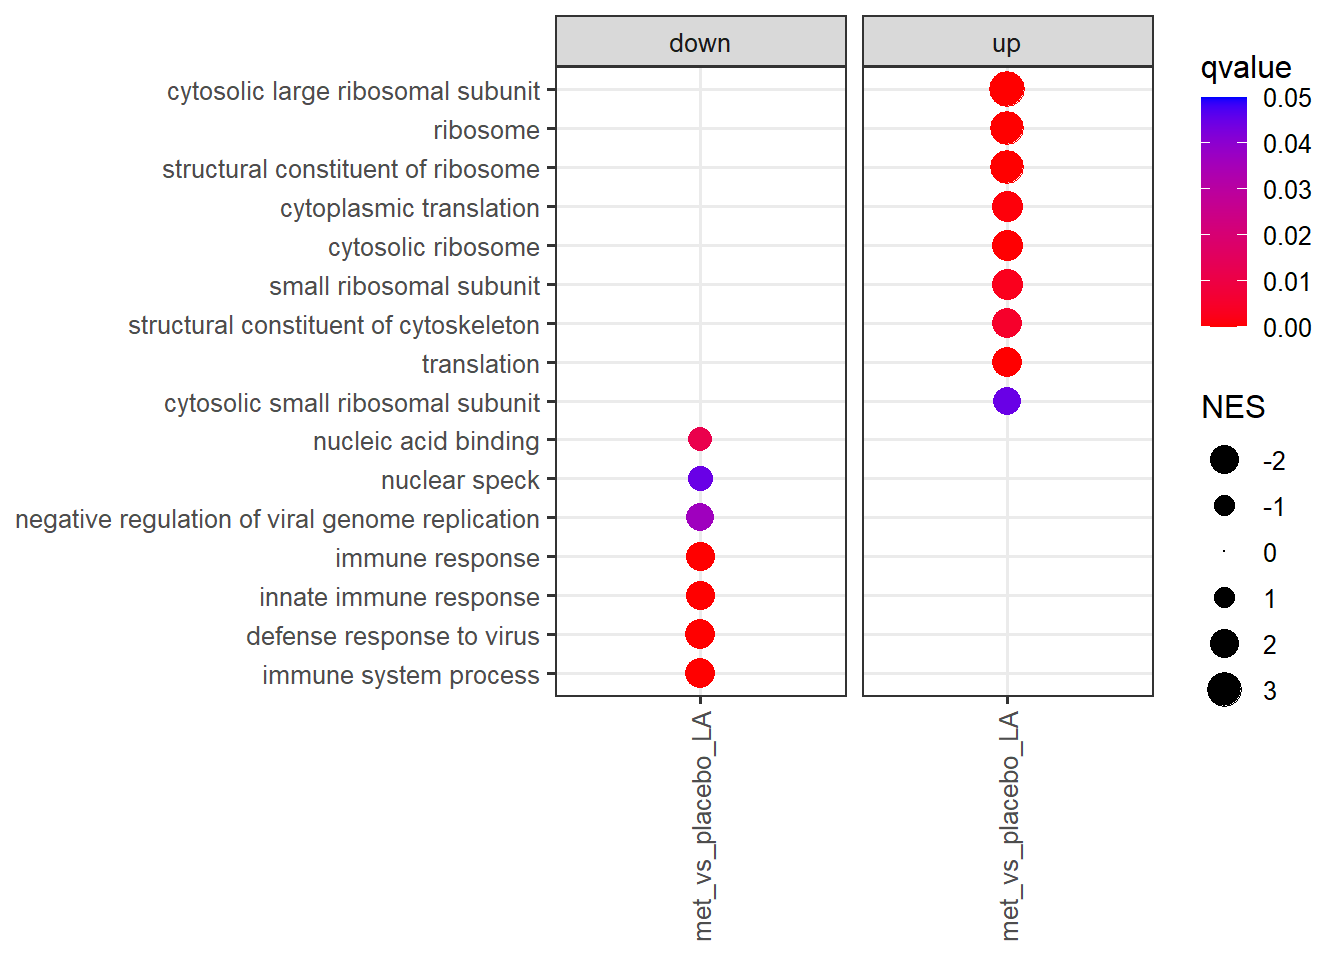 down
up
cytosolic large ribosomal subunit
ribosome
structural constituent of ribosome
cytoplasmic translation
cytosolic ribosome
small ribosomal subunit
structural constituent of cytoskeleton
translation
cytosolic small ribosomal subunit
nucleic acid binding
nuclear speck
negative regulation of viral genome replication
immune response
innate immune response
defense response to virus
immune system process
met_vs_placebo_LA
met_vs_placebo_LA
qvalue
0.05
0.04
0.03
0.02
0.01
0.00
NES
-2
-1
0
1
2
3